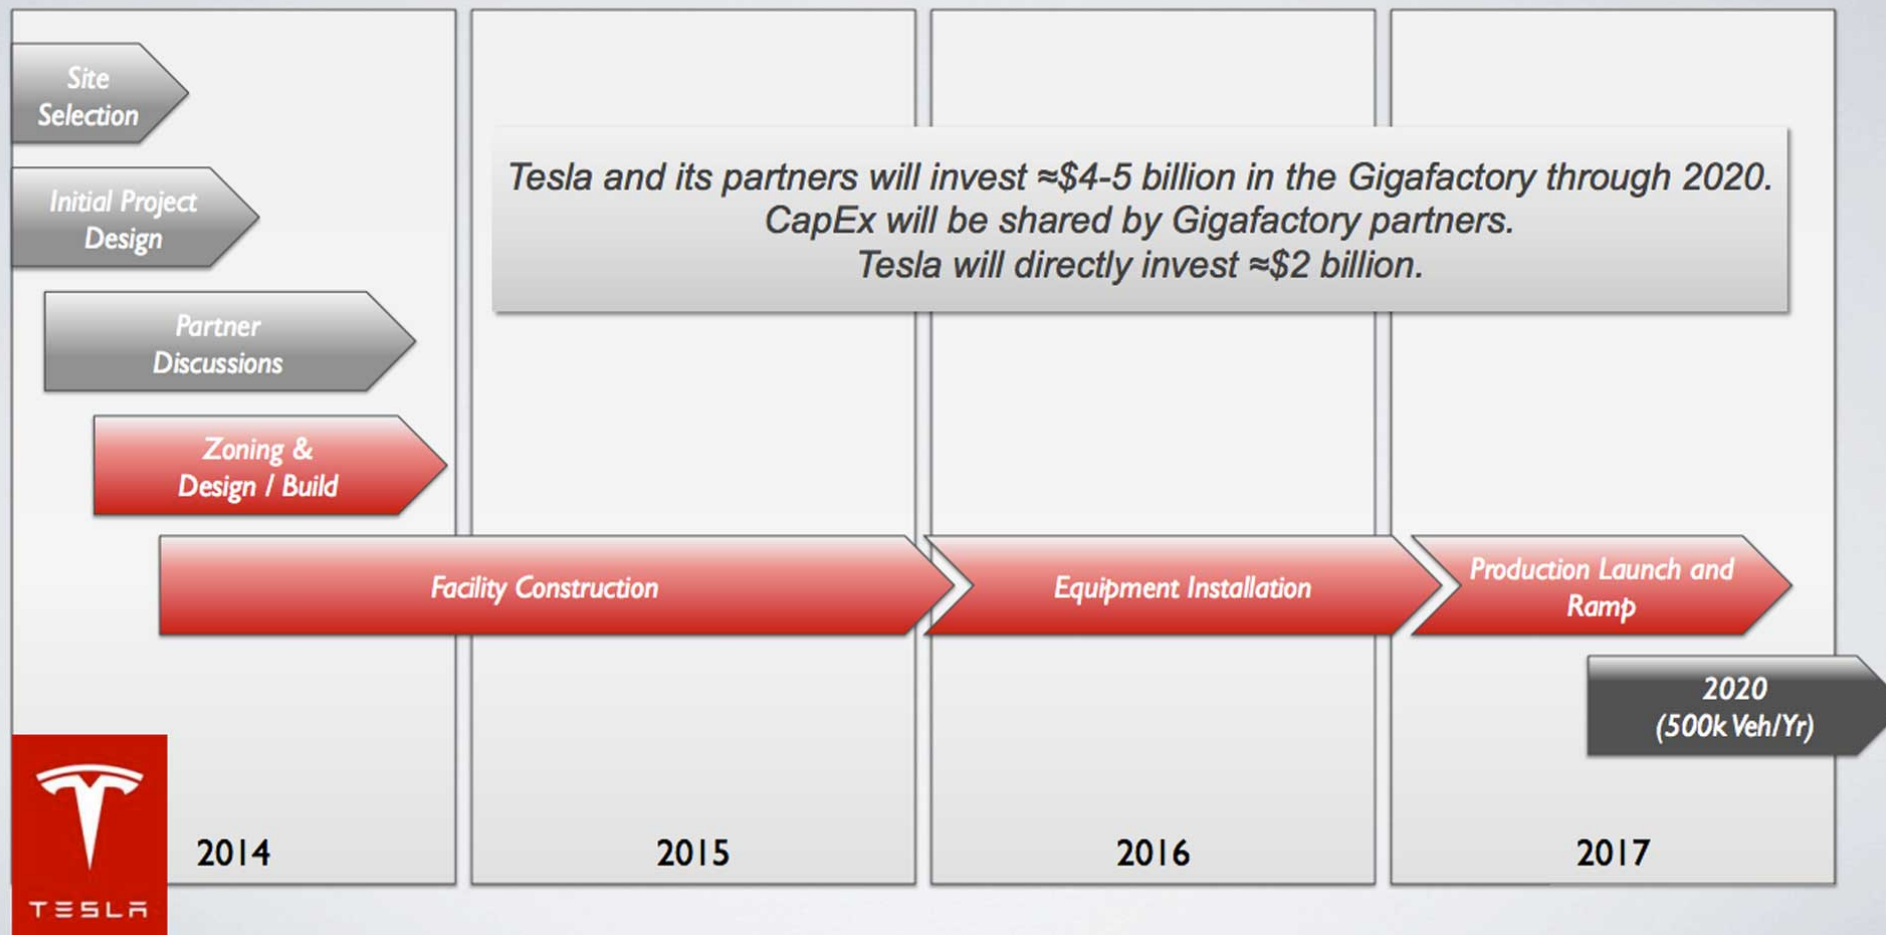 Site
Selection
Initial Project
Design
Partner
Discussions
Zoning &
Design / Build
Tesla and its partners will invest ≈$4-5 billion in the Gigafactory through 2020.
CapEx will be shared by Gigafactory partners.
Tesla will directly invest ≈$2 billion.
Facility Construction
Equipment Installation
Production Launch and
Ramp
2020
(500k Veh/Yr)
2014
2015
2016
2017
TESLA